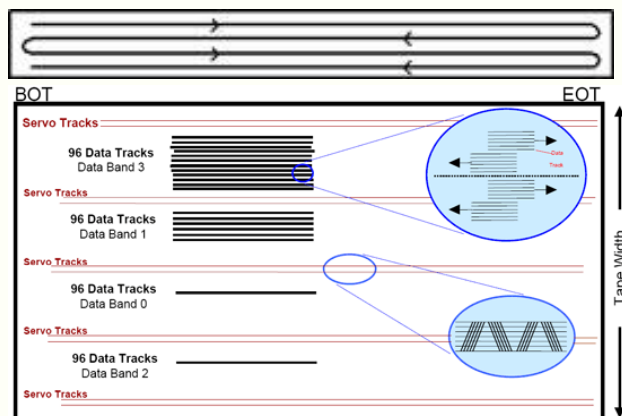 BOT
EOT
Servo Tracks
96 Data Tracks
Data Band 3
Data
Track
Servo Tracks
96 Data Tracks
Data Band 1
Servo Tracks
96 Data Tracks
Data Band 0
Servo Tracks
96 Data Tracks
Data Band 2
Servo Tracks
Tape Width